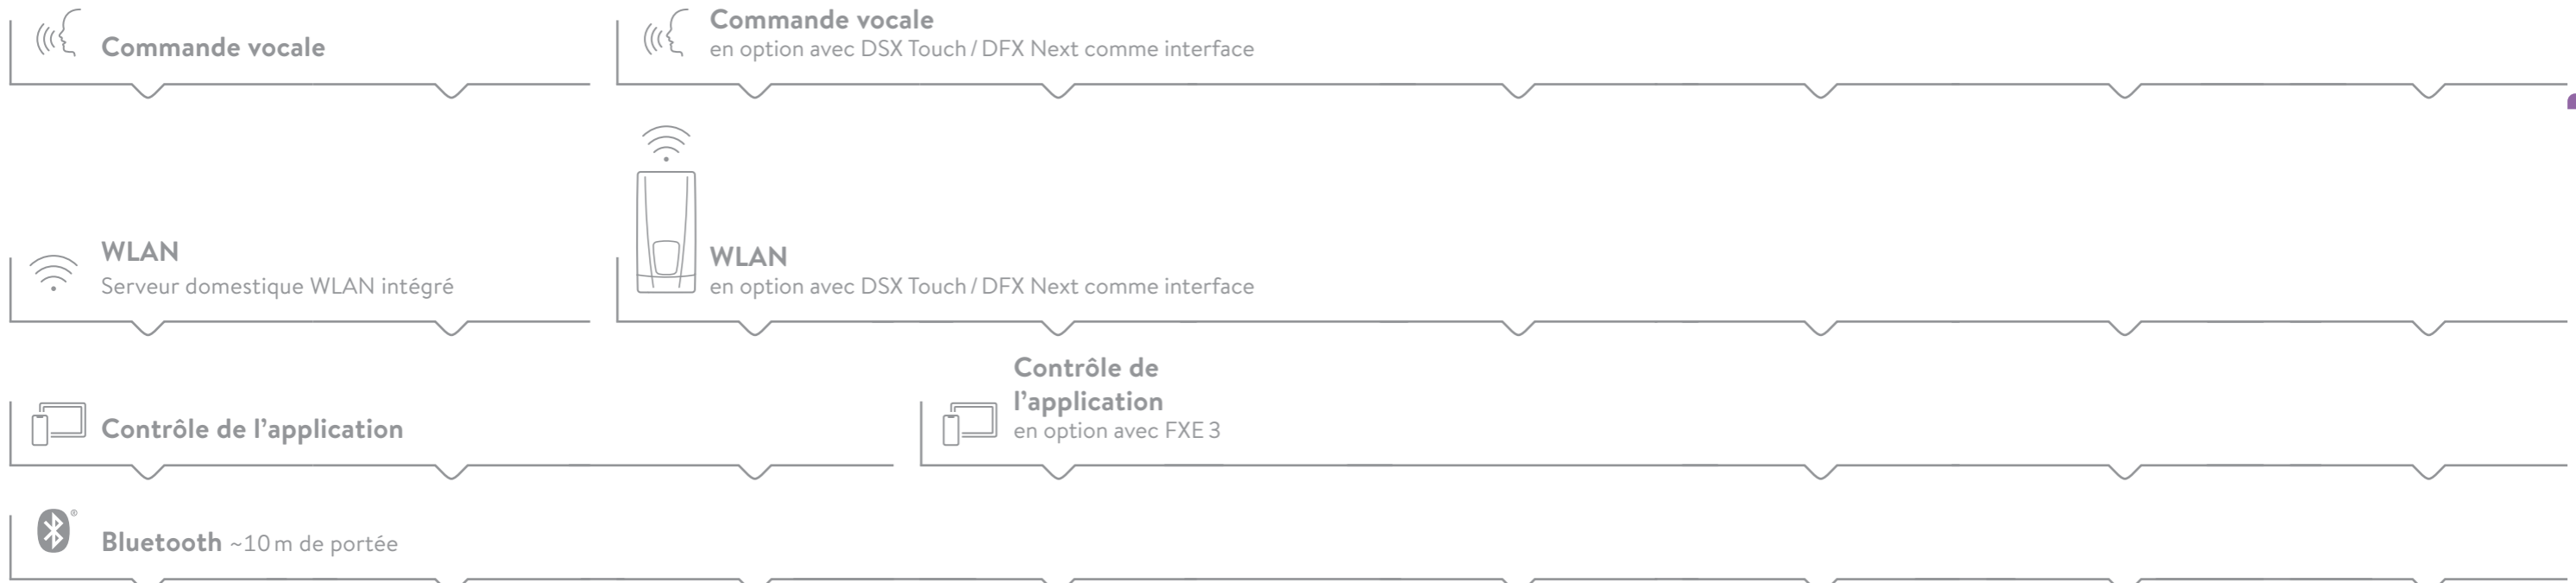 Commande vocale
Commande vocale
en option avec DSX Touch / DFX Next comme interface
WLAN
Serveur domestique WLAN intégré
WLAN
en option avec DSX Touch / DFX Next comme interface
Contrôle de l’application
Contrôle de
l’application
en option avec FXE 3
®
Bluetooth ~10 m de portée